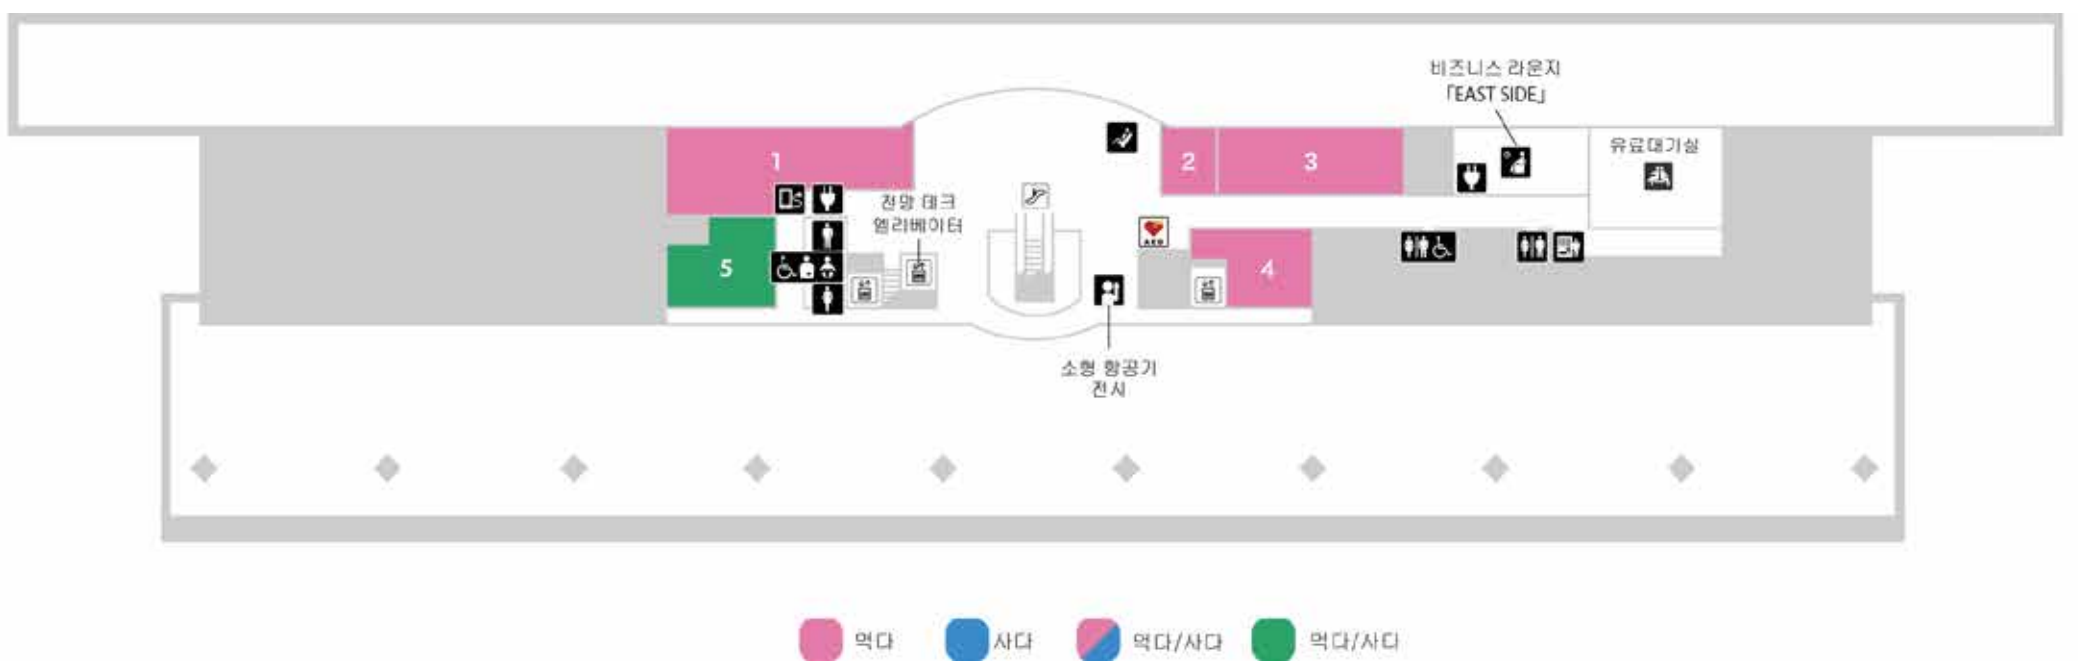 비즈니스 라운지
「EAST SIDE」
유료대기실
1
2
3
전망 데크
엘리베이터
AED
5
4
소형 항공기
전시
먹다
사다
먹다/사다
먹다/사다